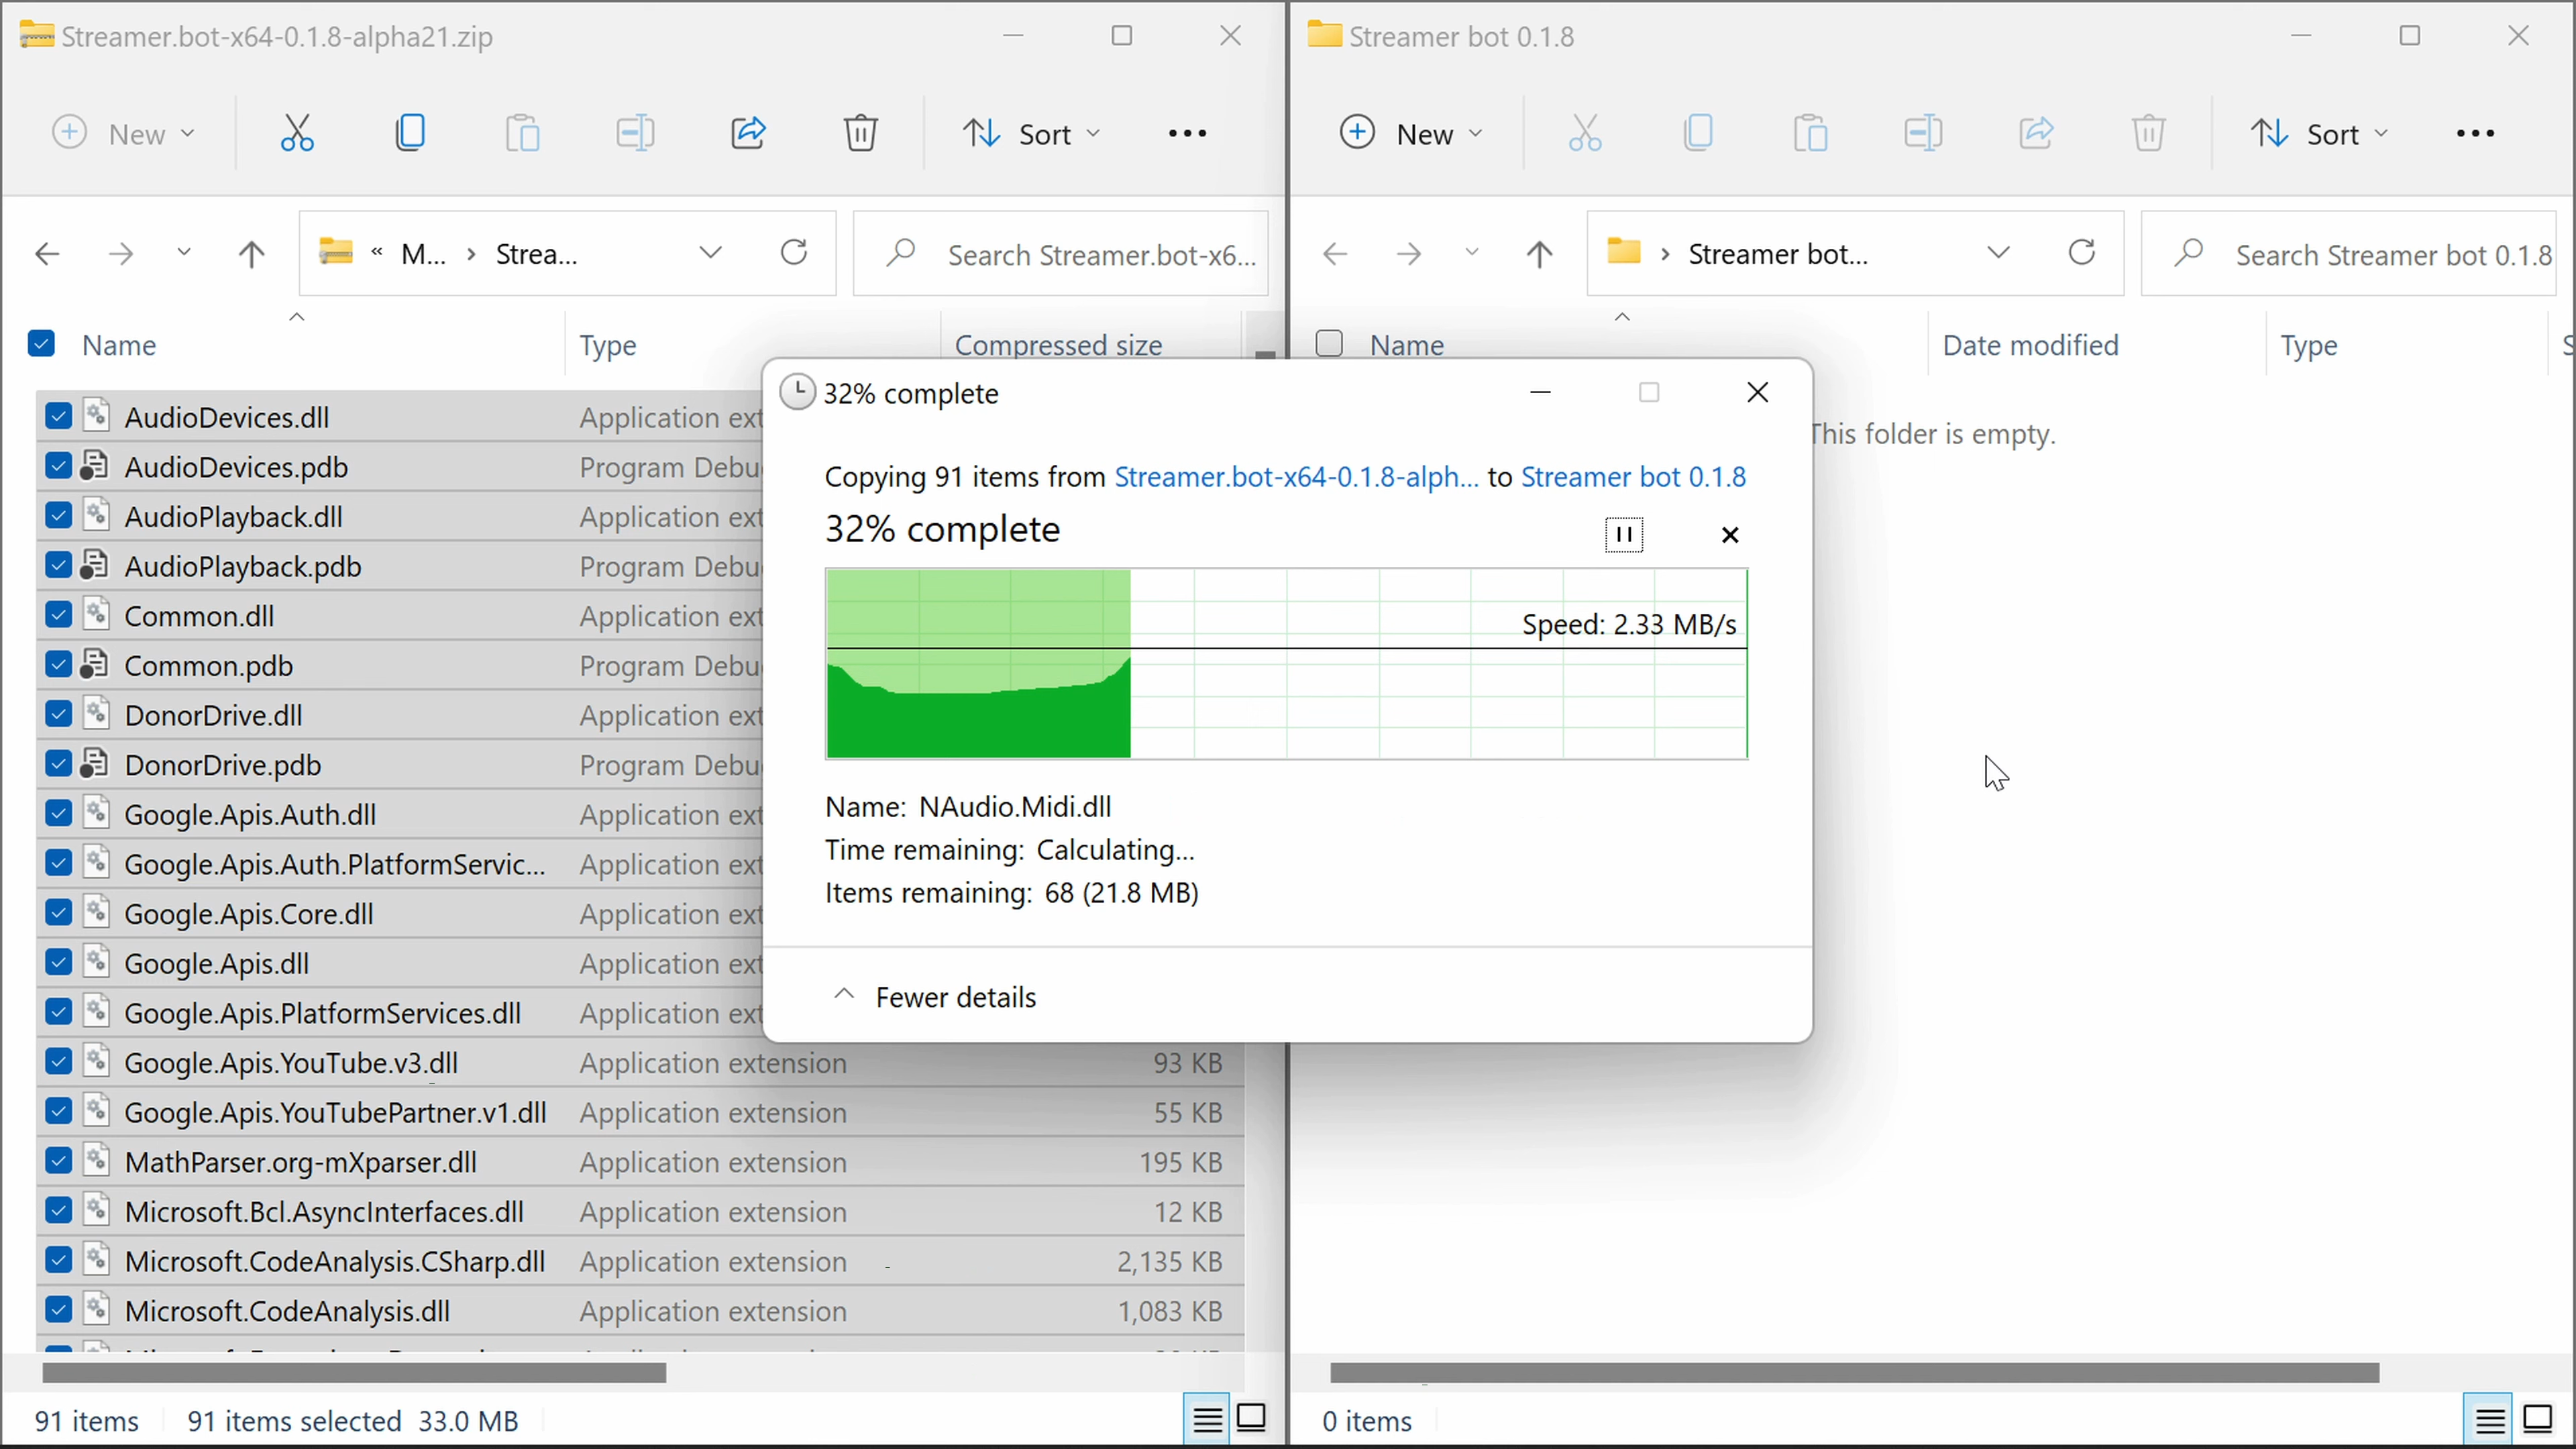 Streamer.bot-x64-0.1.8-alpha21.zip
New
Sort
« M... › Strea...
Search Streamer.bot-x6...
Name
Type
Compressed size
AudioDevices.dll Application ext
AudioDevices.pdb Program Debu
AudioPlayback.dll Application ext
AudioPlayback.pdb Program Debu
Common.dll Application ext
Common.pdb Program Debu
DonorDrive.dll Application ext
DonorDrive.pdb Program Debu
Google.Apis.Auth.dll Application ext
Google.Apis.Auth.PlatformServic... Application ext
Google.Apis.Core.dll Application ext
Google.Apis.dll Application ext
Google.Apis.PlatformServices.dll Application ext
Google.Apis.YouTube.v3.dll Application extension 93 KB
Google.Apis.YouTubePartner.v1.dll Application extension 55 KB
MathParser.org-mXparser.dll Application extension 195 KB
Microsoft.Bcl.AsyncInterfaces.dll Application extension 12 KB
Microsoft.CodeAnalysis.CSharp.dll Application extension 2,135 KB
Microsoft.CodeAnalysis.dll Application extension 1,083 KB
91 items 91 items selected 33.0 MB
32% complete
Copying 91 items from Streamer.bot-x64-0.1.8-alph... to Streamer bot 0.1.8
32% complete
Speed: 2.33 MB/s
Name: NAudio.Midi.dll
Time remaining: Calculating...
Items remaining: 68 (21.8 MB)
Fewer details
Streamer bot 0.1.8
New
Sort
› Streamer bot...
Search Streamer bot 0.1.8
Name
Date modified
Type
S
This folder is empty.
0 items